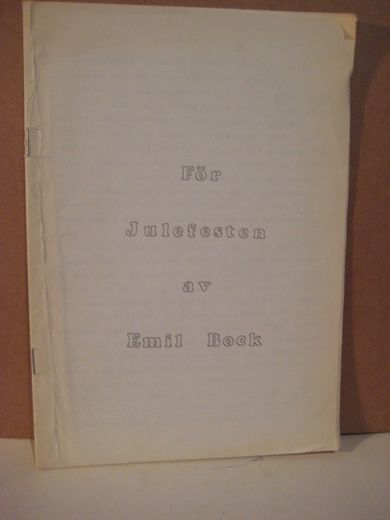 För
Julefesten
av
Emil Bock